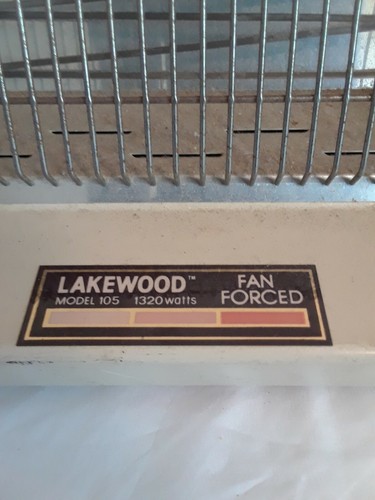 LAKEWOOD™ FAN
MODEL 105 1320 watts FORCED